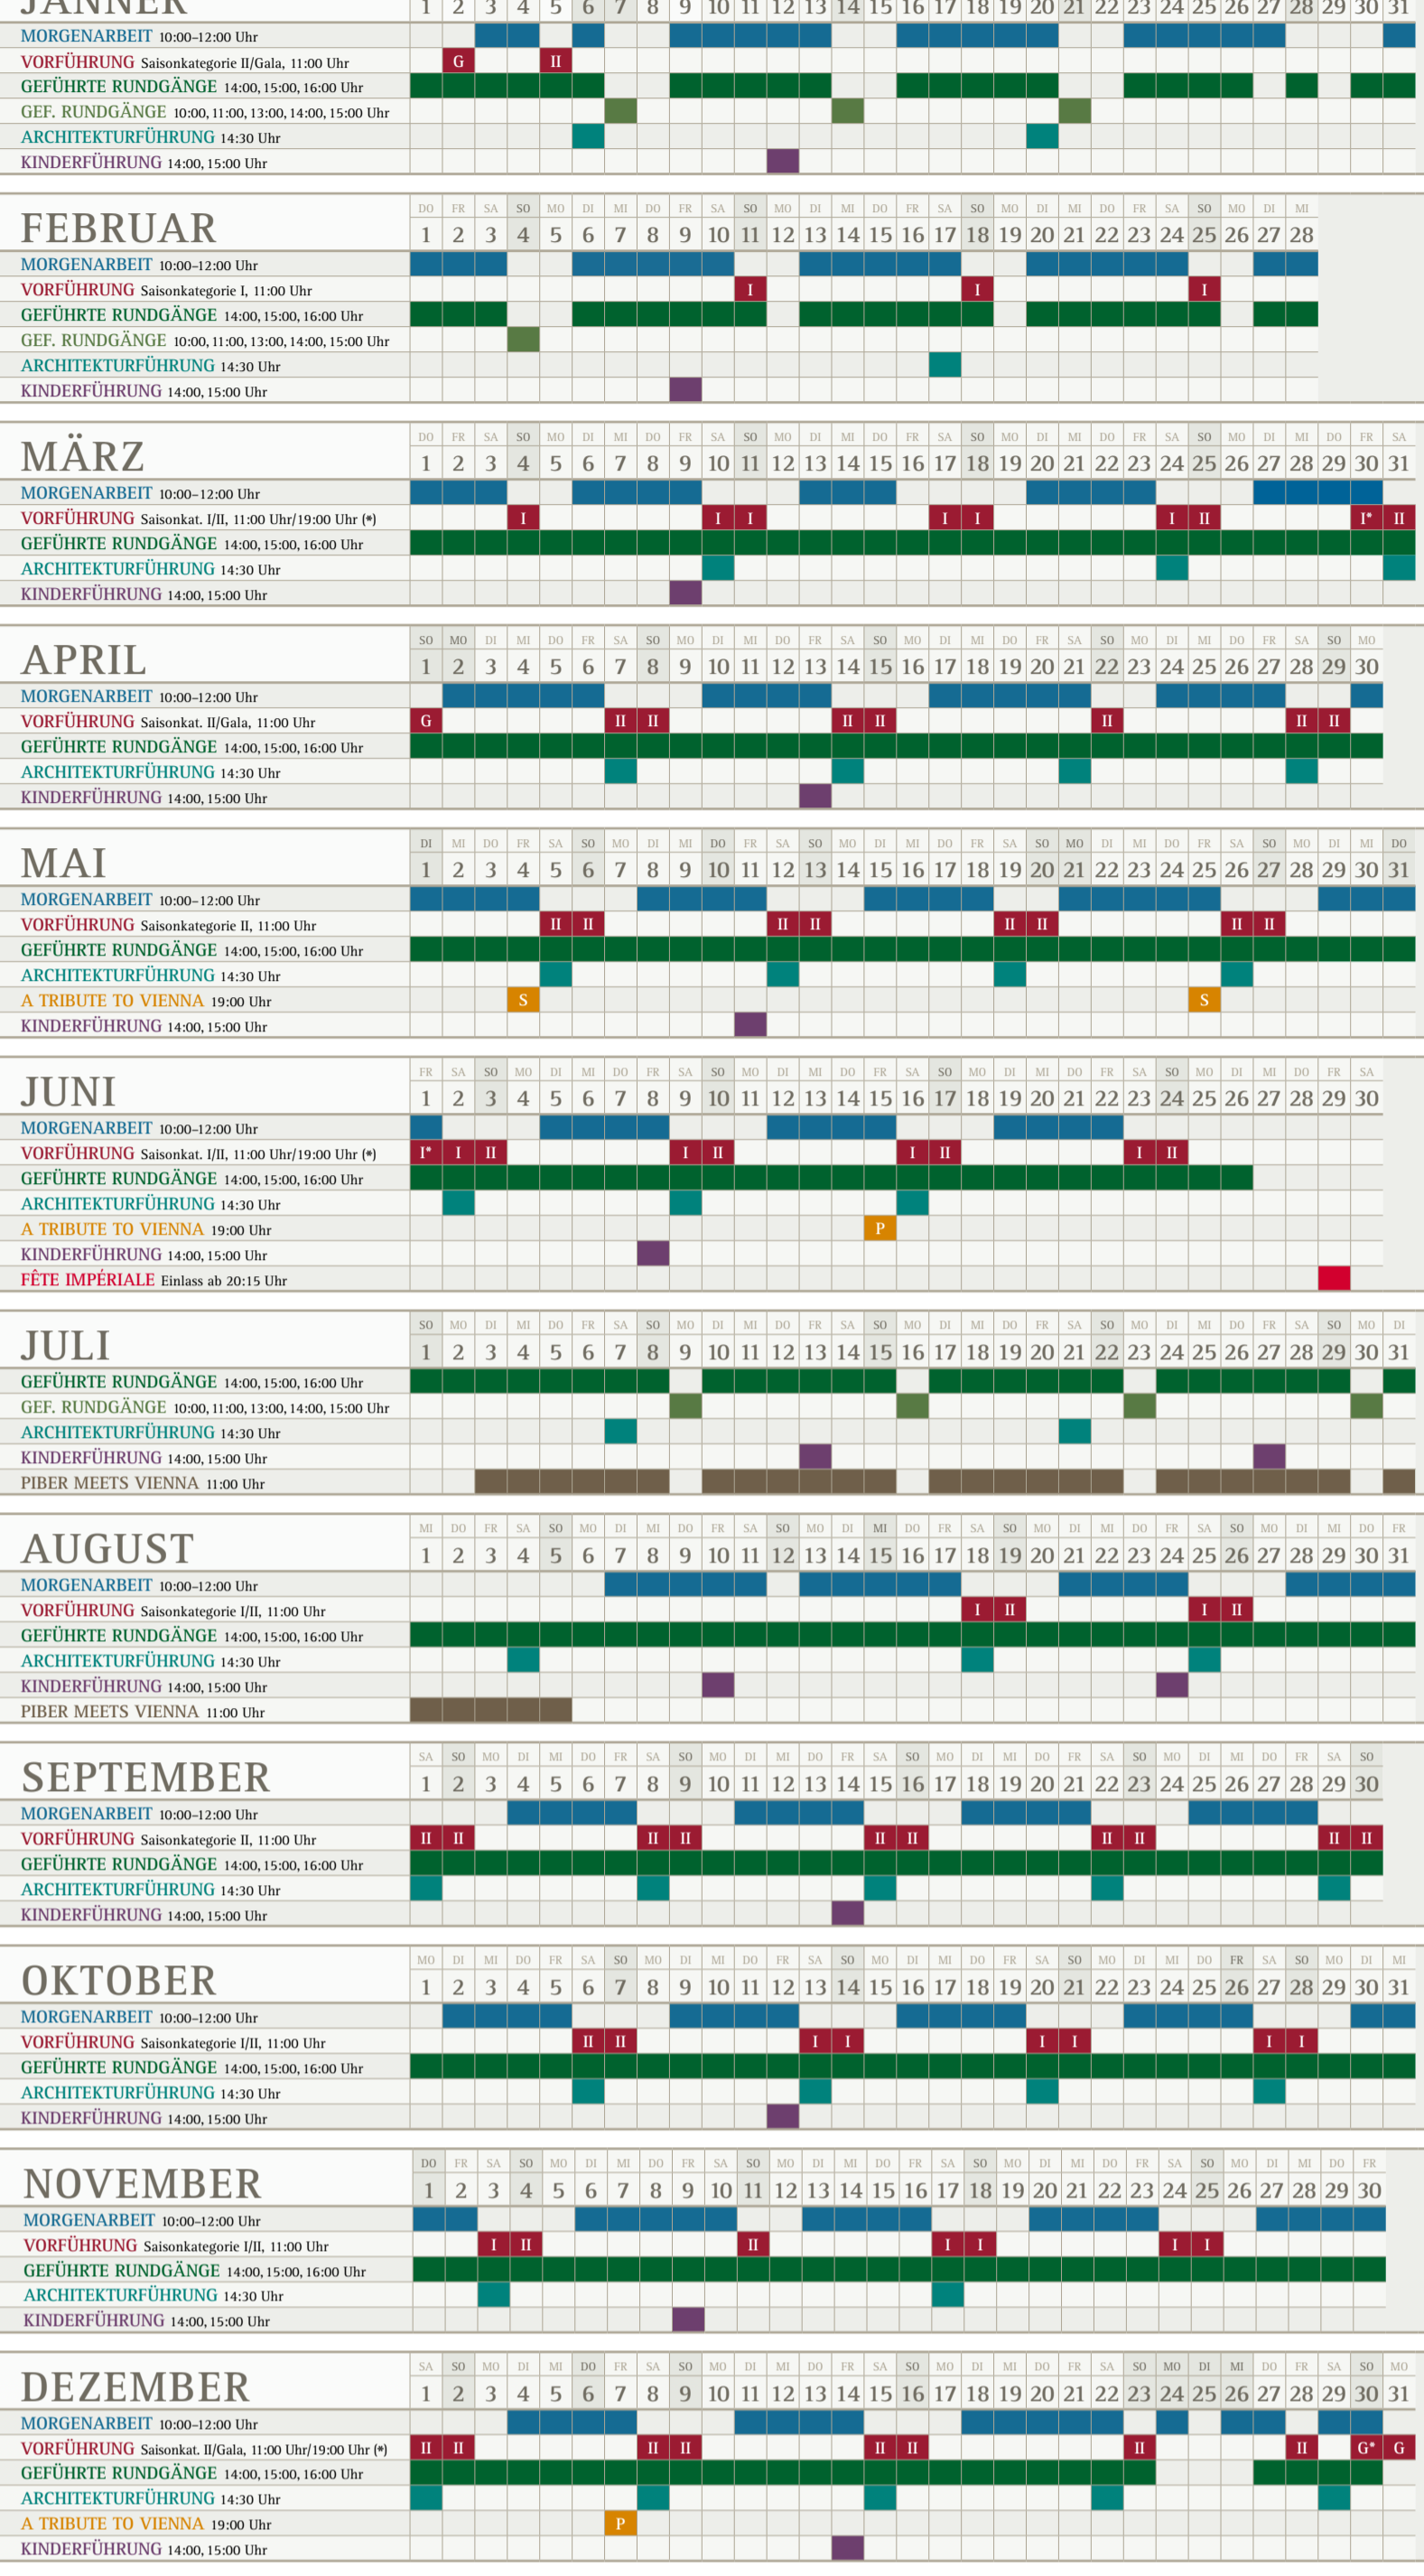 JÄNNER 1 2 3 4 5 6 7 8 9 10 11 12 13 14 15 16 17 18 19 20 21 22 23 24 25 26 27 28 29 30 31
MORGENARBEIT 10:00–12:00 Uhr
VORFÜHRUNG Saisonkategorie II/Gala, 11:00 Uhr G II
GEFÜHRTE RUNDGÄNGE 14:00, 15:00, 16:00 Uhr
GEF. RUNDGÄNGE 10:00, 11:00, 13:00, 14:00, 15:00 Uhr
ARCHITEKTURFÜHRUNG 14:30 Uhr
KINDERFÜHRUNG 14:00, 15:00 Uhr
DO FR SA SO MO DI MI DO FR SA SO MO DI MI DO FR SA SO MO DI MI DO FR SA SO MO DI MI
FEBRUAR 1 2 3 4 5 6 7 8 9 10 11 12 13 14 15 16 17 18 19 20 21 22 23 24 25 26 27 28
MORGENARBEIT 10:00–12:00 Uhr
VORFÜHRUNG Saisonkategorie I, 11:00 Uhr I I I
GEFÜHRTE RUNDGÄNGE 14:00, 15:00, 16:00 Uhr
GEF. RUNDGÄNGE 10:00, 11:00, 13:00, 14:00, 15:00 Uhr
ARCHITEKTURFÜHRUNG 14:30 Uhr
KINDERFÜHRUNG 14:00, 15:00 Uhr
DO FR SA SO MO DI MI DO FR SA SO MO DI MI DO FR SA SO MO DI MI DO FR SA SO MO DI MI DO FR SA
MÄRZ 1 2 3 4 5 6 7 8 9 10 11 12 13 14 15 16 17 18 19 20 21 22 23 24 25 26 27 28 29 30 31
MORGENARBEIT 10:00–12:00 Uhr
VORFÜHRUNG Saisonkat. I/II, 11:00 Uhr/19:00 Uhr (*) I I I I I I II I* II
GEFÜHRTE RUNDGÄNGE 14:00, 15:00, 16:00 Uhr
ARCHITEKTURFÜHRUNG 14:30 Uhr
KINDERFÜHRUNG 14:00, 15:00 Uhr
SO MO DI MI DO FR SA SO MO DI MI DO FR SA SO MO DI MI DO FR SA SO MO DI MI DO FR SA SO MO
APRIL 1 2 3 4 5 6 7 8 9 10 11 12 13 14 15 16 17 18 19 20 21 22 23 24 25 26 27 28 29 30
MORGENARBEIT 10:00–12:00 Uhr
VORFÜHRUNG Saisonkat. II/Gala, 11:00 Uhr G II II II II II II II
GEFÜHRTE RUNDGÄNGE 14:00, 15:00, 16:00 Uhr
ARCHITEKTURFÜHRUNG 14:30 Uhr
KINDERFÜHRUNG 14:00, 15:00 Uhr
DI MI DO FR SA SO MO DI MI DO FR SA SO MO DI MI DO FR SA SO MO DI MI DO FR SA SO MO DI MI DO
MAI 1 2 3 4 5 6 7 8 9 10 11 12 13 14 15 16 17 18 19 20 21 22 23 24 25 26 27 28 29 30 31
MORGENARBEIT 10:00–12:00 Uhr
VORFÜHRUNG Saisonkategorie II, 11:00 Uhr II II II II II II II II
GEFÜHRTE RUNDGÄNGE 14:00, 15:00, 16:00 Uhr
ARCHITEKTURFÜHRUNG 14:30 Uhr
A TRIBUTE TO VIENNA 19:00 Uhr S S
KINDERFÜHRUNG 14:00, 15:00 Uhr
FR SA SO MO DI MI DO FR SA SO MO DI MI DO FR SA SO MO DI MI DO FR SA SO MO DI MI DO FR SA
JUNI 1 2 3 4 5 6 7 8 9 10 11 12 13 14 15 16 17 18 19 20 21 22 23 24 25 26 27 28 29 30
MORGENARBEIT 10:00–12:00 Uhr
VORFÜHRUNG Saisonkat. I/II, 11:00 Uhr/19:00 Uhr (*) I* I II I II I II I II
GEFÜHRTE RUNDGÄNGE 14:00, 15:00, 16:00 Uhr
ARCHITEKTURFÜHRUNG 14:30 Uhr
A TRIBUTE TO VIENNA 19:00 Uhr P
KINDERFÜHRUNG 14:00, 15:00 Uhr
FÊTE IMPÉRIALE Einlass ab 20:15 Uhr
SO MO DI MI DO FR SA SO MO DI MI DO FR SA SO MO DI MI DO FR SA SO MO DI MI DO FR SA SO MO DI
JULI 1 2 3 4 5 6 7 8 9 10 11 12 13 14 15 16 17 18 19 20 21 22 23 24 25 26 27 28 29 30 31
GEFÜHRTE RUNDGÄNGE 14:00, 15:00, 16:00 Uhr
GEF. RUNDGÄNGE 10:00, 11:00, 13:00, 14:00, 15:00 Uhr
ARCHITEKTURFÜHRUNG 14:30 Uhr
KINDERFÜHRUNG 14:00, 15:00 Uhr
PIBER MEETS VIENNA 11:00 Uhr
MI DO FR SA SO MO DI MI DO FR SA SO MO DI MI DO FR SA SO MO DI MI DO FR SA SO MO DI MI DO FR
AUGUST 1 2 3 4 5 6 7 8 9 10 11 12 13 14 15 16 17 18 19 20 21 22 23 24 25 26 27 28 29 30 31
MORGENARBEIT 10:00–12:00 Uhr
VORFÜHRUNG Saisonkategorie I/II, 11:00 Uhr I II I II
GEFÜHRTE RUNDGÄNGE 14:00, 15:00, 16:00 Uhr
ARCHITEKTURFÜHRUNG 14:30 Uhr
KINDERFÜHRUNG 14:00, 15:00 Uhr
PIBER MEETS VIENNA 11:00 Uhr
SA SO MO DI MI DO FR SA SO MO DI MI DO FR SA SO MO DI MI DO FR SA SO MO DI MI DO FR SA SO
SEPTEMBER 1 2 3 4 5 6 7 8 9 10 11 12 13 14 15 16 17 18 19 20 21 22 23 24 25 26 27 28 29 30
MORGENARBEIT 10:00–12:00 Uhr
VORFÜHRUNG Saisonkategorie II, 11:00 Uhr II II II II II II II II II II
GEFÜHRTE RUNDGÄNGE 14:00, 15:00, 16:00 Uhr
ARCHITEKTURFÜHRUNG 14:30 Uhr
KINDERFÜHRUNG 14:00, 15:00 Uhr
MO DI MI DO FR SA SO MO DI MI DO FR SA SO MO DI MI DO FR SA SO MO DI MI DO FR SA SO MO DI MI
OKTOBER 1 2 3 4 5 6 7 8 9 10 11 12 13 14 15 16 17 18 19 20 21 22 23 24 25 26 27 28 29 30 31
MORGENARBEIT 10:00–12:00 Uhr
VORFÜHRUNG Saisonkategorie I/II, 11:00 Uhr II II I I I I I I
GEFÜHRTE RUNDGÄNGE 14:00, 15:00, 16:00 Uhr
ARCHITEKTURFÜHRUNG 14:30 Uhr
KINDERFÜHRUNG 14:00, 15:00 Uhr
DO FR SA SO MO DI MI DO FR SA SO MO DI MI DO FR SA SO MO DI MI DO FR SA SO MO DI MI DO FR
NOVEMBER 1 2 3 4 5 6 7 8 9 10 11 12 13 14 15 16 17 18 19 20 21 22 23 24 25 26 27 28 29 30
MORGENARBEIT 10:00–12:00 Uhr
VORFÜHRUNG Saisonkategorie I/II, 11:00 Uhr I II II I I I I
GEFÜHRTE RUNDGÄNGE 14:00, 15:00, 16:00 Uhr
ARCHITEKTURFÜHRUNG 14:30 Uhr
KINDERFÜHRUNG 14:00, 15:00 Uhr
SA SO MO DI MI DO FR SA SO MO DI MI DO FR SA SO MO DI MI DO FR SA SO MO DI MI DO FR SA SO MO
DEZEMBER 1 2 3 4 5 6 7 8 9 10 11 12 13 14 15 16 17 18 19 20 21 22 23 24 25 26 27 28 29 30 31
MORGENARBEIT 10:00–12:00 Uhr
VORFÜHRUNG Saisonkat. II/Gala, 11:00 Uhr/19:00 Uhr (*) II II II II II II II II G* G
GEFÜHRTE RUNDGÄNGE 14:00, 15:00, 16:00 Uhr
ARCHITEKTURFÜHRUNG 14:30 Uhr
A TRIBUTE TO VIENNA 19:00 Uhr P
KINDERFÜHRUNG 14:00, 15:00 Uhr